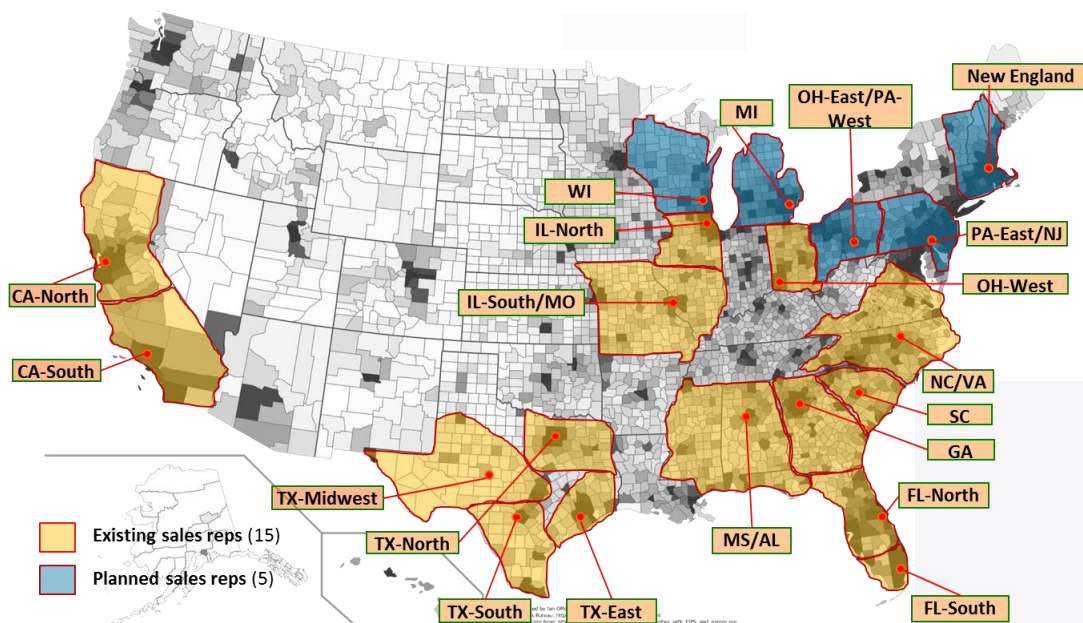 New England
OH-East/PA-
West
MI
WI
IL-North
PA-East/NJ
OH-West
CA-North
IL-South/MO
CA-South
NC/VA
SC
GA
TX-Midwest
FL-North
TX-North
MS/AL
FL-South
TX-South
TX-East
Existing sales reps (15)
Planned sales reps (5)